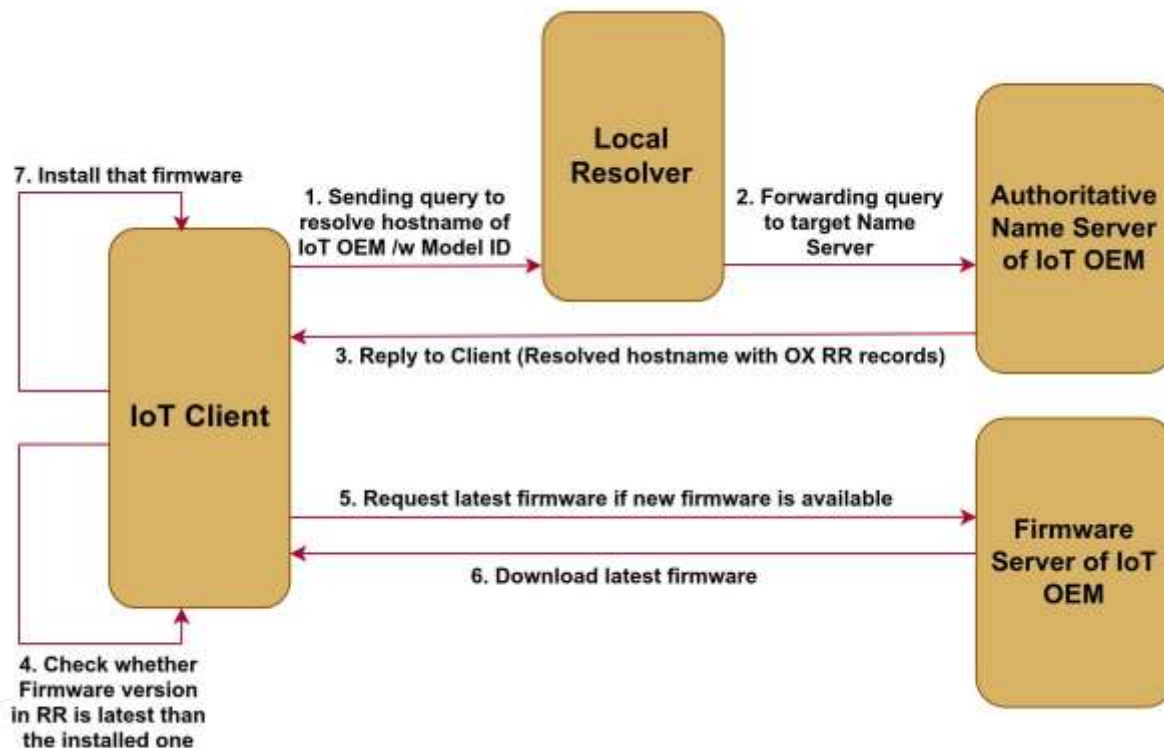 Local
Resolver
7. Install that firmware
1. Sending query to
resolve hostname of
IoT OEM /w Model ID
2. Forwarding query
to target Name
Server
Authoritative
Name Server
of IoT OEM
3. Reply to Client (Resolved hostname with OX RR records)
IoT Client
5. Request latest firmware if new firmware is available
6. Download latest firmware
Firmware
Server of IoT
OEM
4. Check whether
Firmware version
in RR is latest than
the installed one